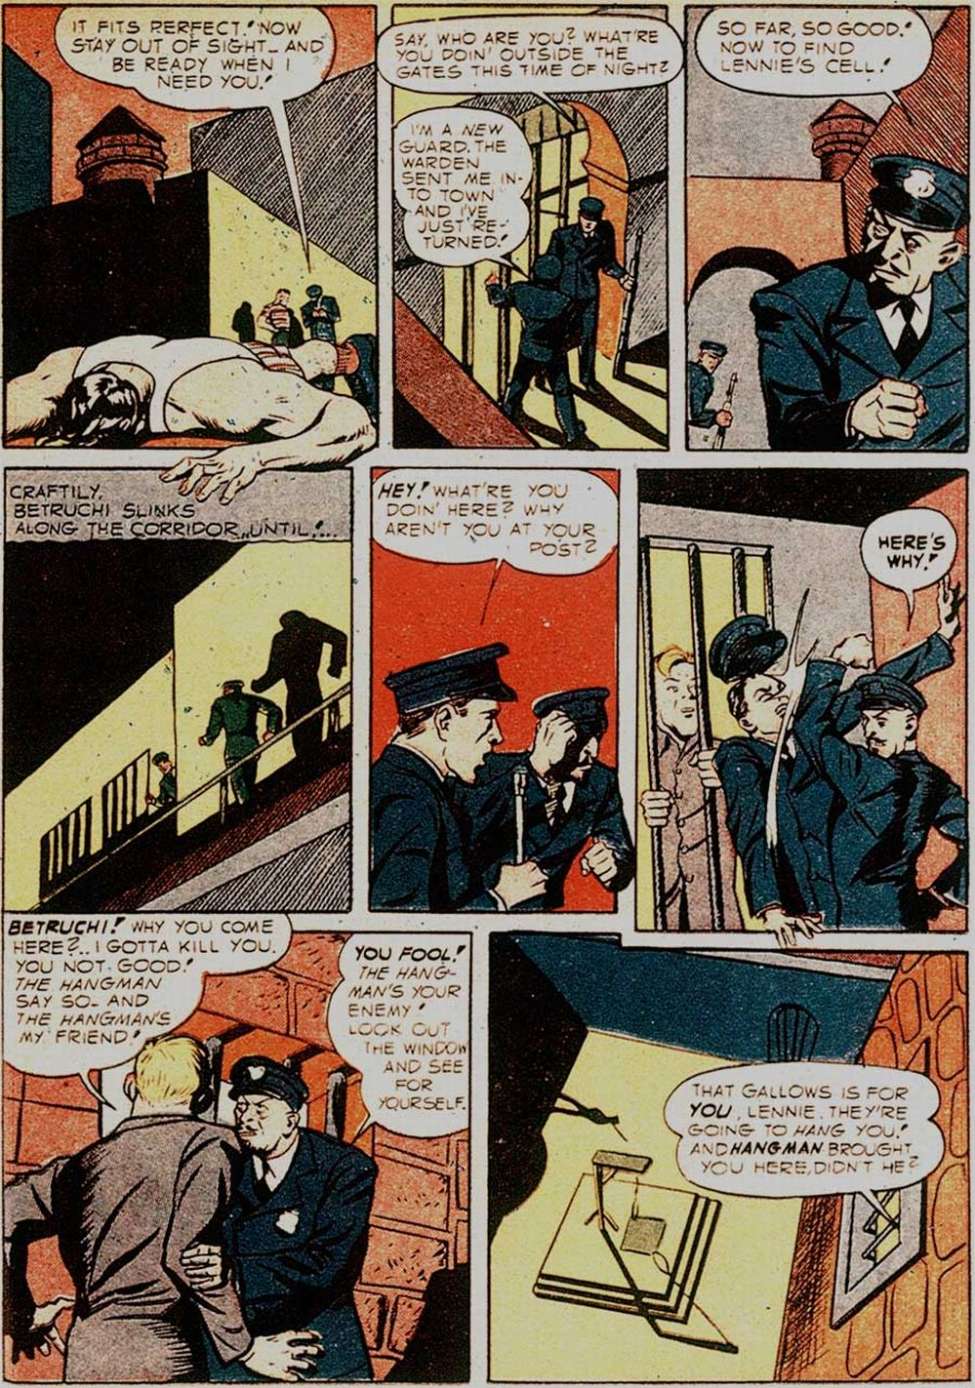 IT FITS PERFECT! NOW
STAY OUT OF SIGHT_ AND
BE READY WHEN I
NEED YOU!
SAY, WHO ARE YOU? WHAT'RE
YOU DOIN' OUTSIDE THE
GATES THIS TIME OF NIGHT?
I'M A NEW
GUARD. THE
WARDEN
SENT ME IN-
TO TOWN
AND I'VE
JUST RE-
TURNED!
SO FAR, SO GOOD!
NOW TO FIND
LENNIE'S CELL!
CRAFTILY,
BETRUCHI SLINKS
ALONG THE CORRIDOR,,UNTIL!...
HEY! WHAT'RE YOU
DOIN' HERE? WHY
AREN'T YOU AT YOUR
POST?
HERE'S
WHY!
BETRUCHI! WHY YOU COME
HERE?.. I GOTTA KILL YOU.
YOU NOT GOOD!
THE HANGMAN
SAY SO_ AND
THE HANGMAN'S
MY FRIEND!
YOU FOOL!
THE HANG-
MAN'S YOUR
ENEMY!
LOOK OUT
THE WINDOW
AND SEE
FOR
YOURSELF.
THAT GALLOWS IS FOR
YOU, LENNIE. THEY'RE
GOING TO HANG YOU!
AND HANGMAN BROUGHT
YOU HERE, DIDN'T HE?